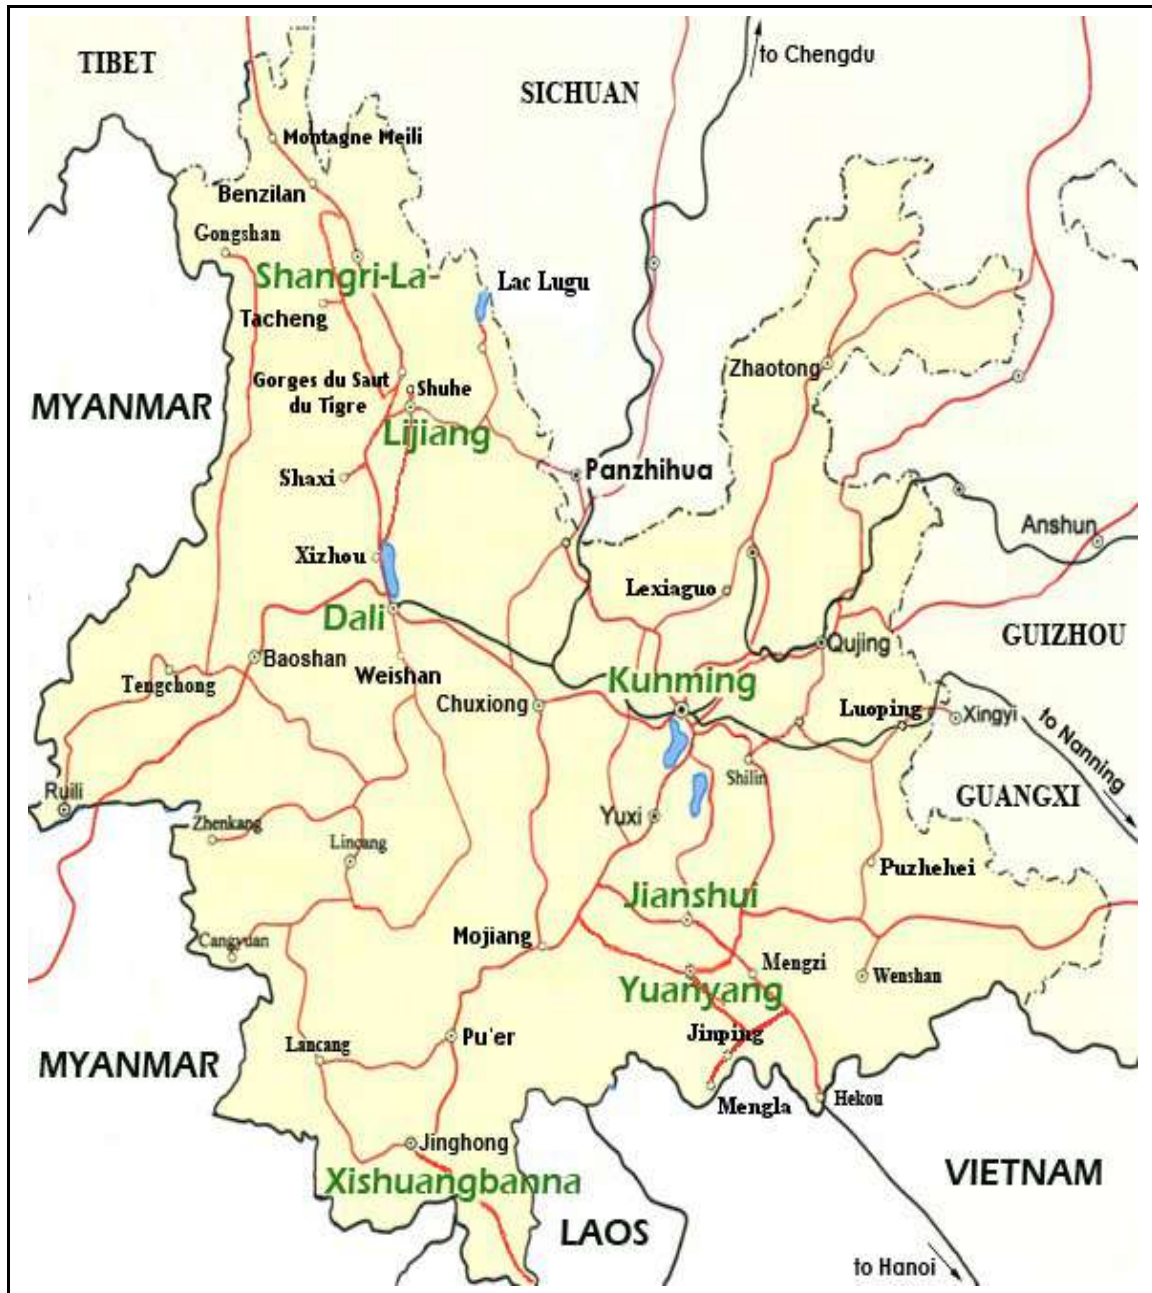 to Chengdu
TIBET
SICHUAN
Montagne Meili
Benzilan
Gongshan
Shangri-La
Lac Lugu
Tacheng
Zhaotong
Gorges du Saut
du Tigre
Shuhe
MYANMAR
Lijiang
Panzhihua
Shaxi
Anshun
Xizhou
Lexiaguo
Dali
GUIZHOU
Qujing
Baoshan
Weishan
Tengchong
Kunming
Chuxiong
Luoping
Xingyi
to Nanning
Shilin
Ruili
GUANGXI
Yuxi
Zhenkang
Lincang
Puzhehei
Jianshui
Mojiang
Cangyuan
Mengzi
Wenshan
Yuanyang
Jinping
Pu'er
Lancang
MYANMAR
Mengla
Hekou
Jinghong
VIETNAM
Xishuangbanna
LAOS
to Hanoi